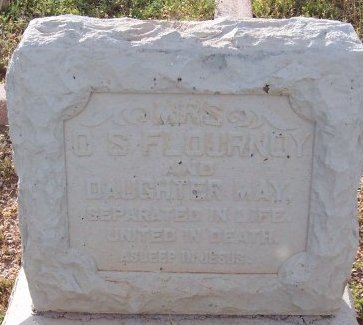 MRS
C S FLOURNOY
AND
DAUGHTER MAY,
SEPARATED IN LIFE.
UNITED IN DEATH.
ASLEEP IN JESUS.